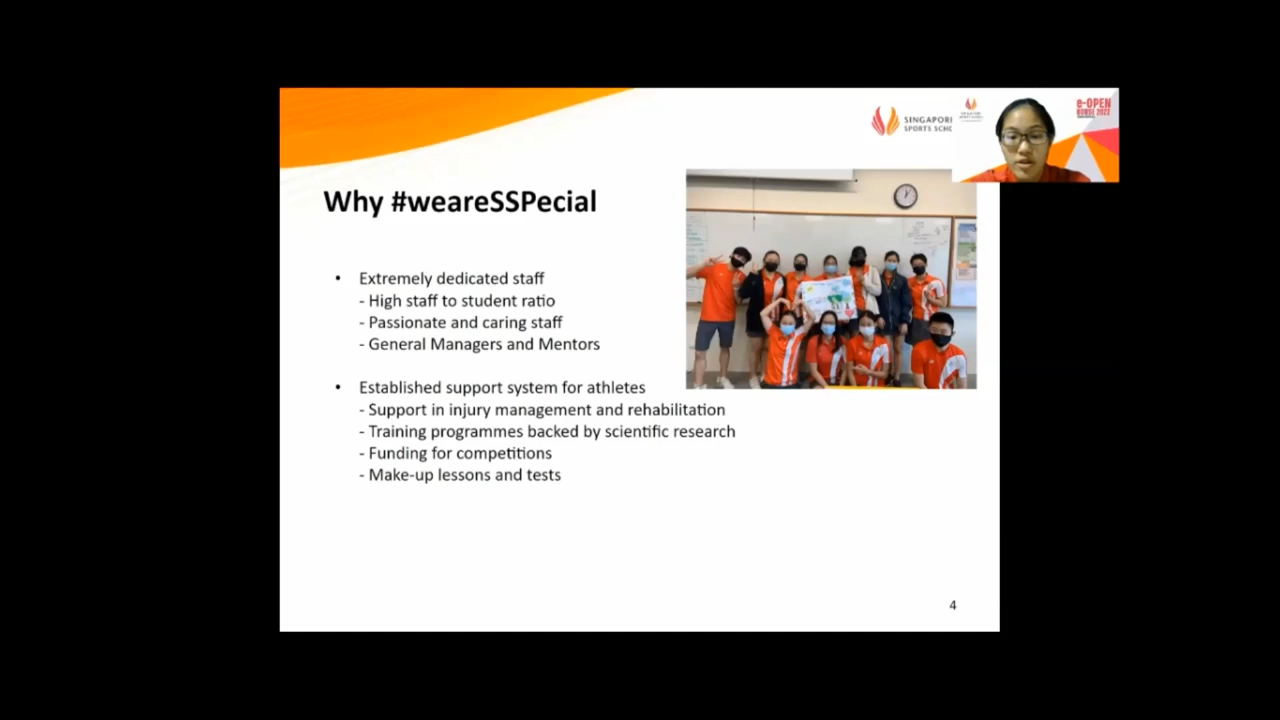 SINGAPORE
SPORTS SCHO
e-OPEN
HOUSE 2022
Why #weareSSPecial
• Extremely dedicated staff
- High staff to student ratio
- Passionate and caring staff
- General Managers and Mentors
• Established support system for athletes
- Support in injury management and rehabilitation
- Training programmes backed by scientific research
- Funding for competitions
- Make-up lessons and tests
4